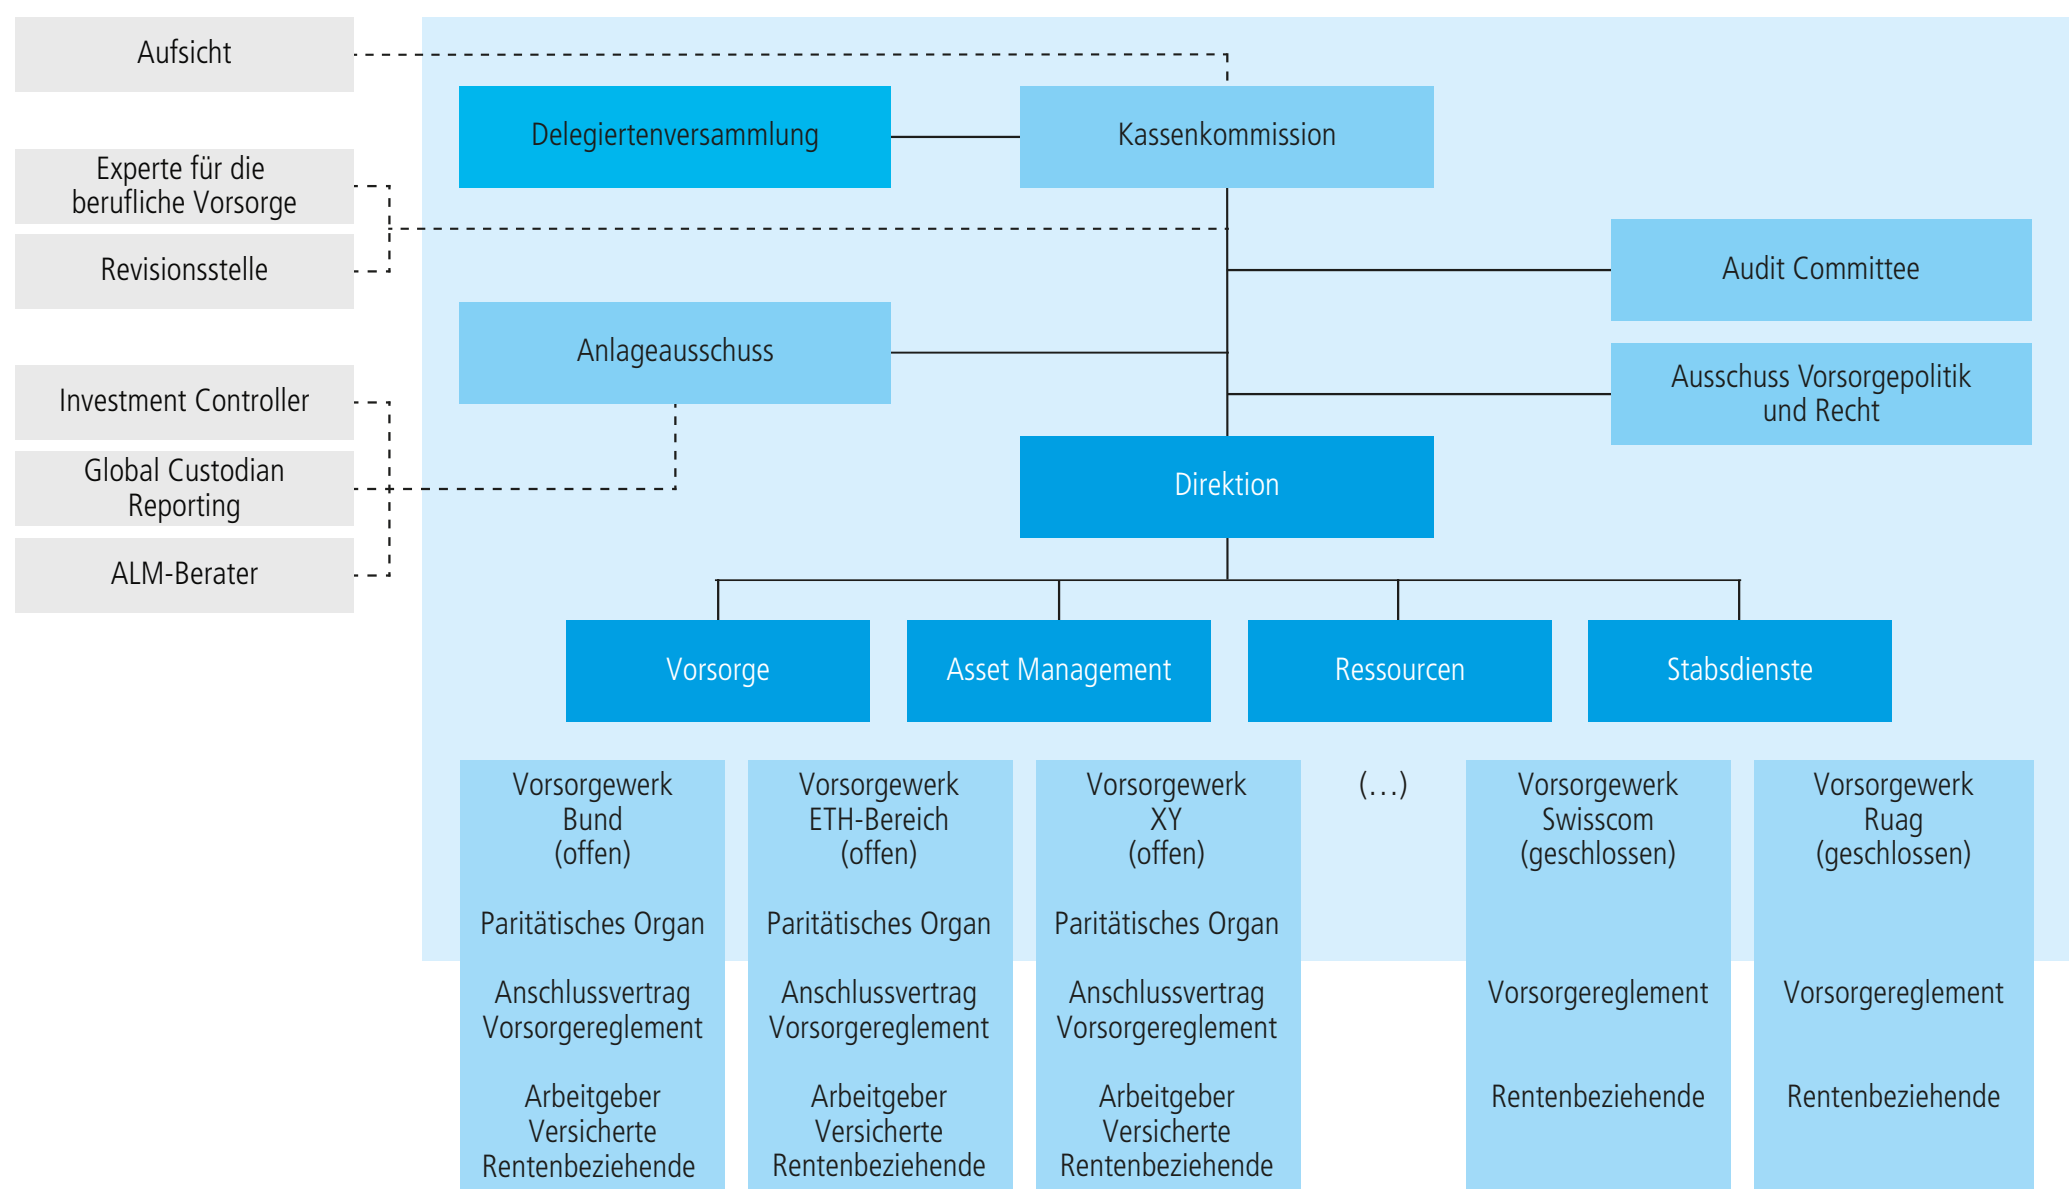 Aufsicht
Delegiertenversammlung
Kassenkommission
Experte für die
berufliche Vorsorge
Revisionsstelle
Audit Committee
Anlageausschuss
Ausschuss Vorsorgepolitik
und Recht
Investment Controller
Global Custodian
Reporting
ALM-Berater
Direktion
Vorsorge
Asset Management
Ressourcen
Stabsdienste
Vorsorgewerk
Bund
(offen)
Paritätisches Organ
Anschlussvertrag
Vorsorgereglement
Arbeitgeber
Versicherte
Rentenbeziehende
Vorsorgewerk
ETH-Bereich
(offen)
Paritätisches Organ
Anschlussvertrag
Vorsorgereglement
Arbeitgeber
Versicherte
Rentenbeziehende
Vorsorgewerk
XY
(offen)
Paritätisches Organ
Anschlussvertrag
Vorsorgereglement
Arbeitgeber
Versicherte
Rentenbeziehende
(…)
Vorsorgewerk
Swisscom
(geschlossen)
Vorsorgereglement
Rentenbeziehende
Vorsorgewerk
Ruag
(geschlossen)
Vorsorgereglement
Rentenbeziehende